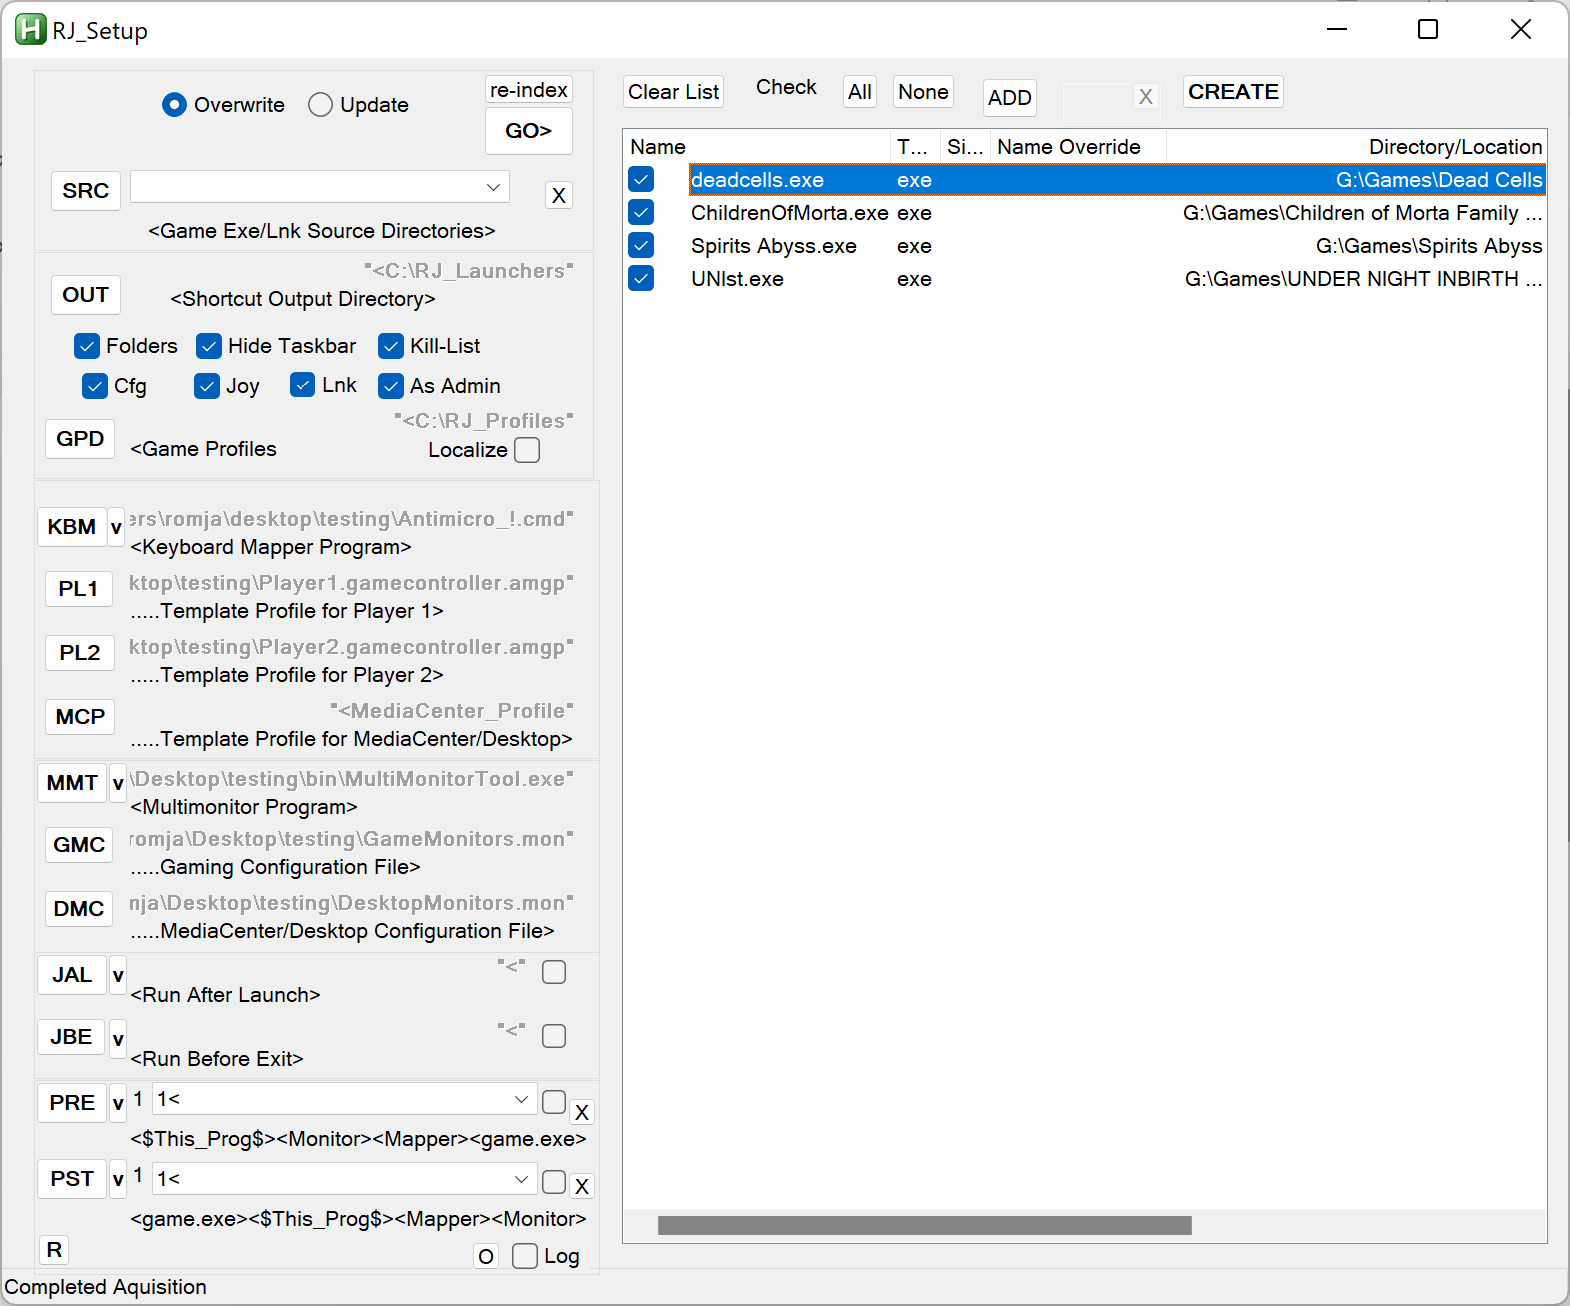 RJ_Setup
Overwrite Update re-index
GO>
SRC X
<Game Exe/Lnk Source Directories>
"<C:\RJ_Launchers"
OUT <Shortcut Output Directory>
Folders Hide Taskbar Kill-List
Cfg Joy Lnk As Admin
"<C:\RJ_Profiles"
GPD <Game Profiles Localize
KBM v ers\romja\desktop\testing\Antimicro_!.cmd"
<Keyboard Mapper Program>
PL1 ktop\testing\Player1.gamecontroller.amgp"
.....Template Profile for Player 1>
PL2 ktop\testing\Player2.gamecontroller.amgp"
.....Template Profile for Player 2>
MCP "<MediaCenter_Profile"
.....Template Profile for MediaCenter/Desktop>
MMT v \Desktop\testing\bin\MultiMonitorTool.exe"
<Multimonitor Program>
GMC romja\Desktop\testing\GameMonitors.mon"
.....Gaming Configuration File>
DMC mja\Desktop\testing\DesktopMonitors.mon"
.....MediaCenter/Desktop Configuration File>
JAL v "<"
<Run After Launch>
JBE v "<"
<Run Before Exit>
PRE v 1 1< X
<$This_Prog$><Monitor><Mapper><game.exe>
PST v 1 1< X
<game.exe><$This_Prog$><Mapper><Monitor>
R O Log
Clear List Check All None ADD X CREATE
Name T... Si... Name Override Directory/Location
deadcells.exe exe G:\Games\Dead Cells
ChildrenOfMorta.exe exe G:\Games\Children of Morta Family ...
Spirits Abyss.exe exe G:\Games\Spirits Abyss
UNIst.exe exe G:\Games\UNDER NIGHT INBIRTH ...
Completed Aquisition